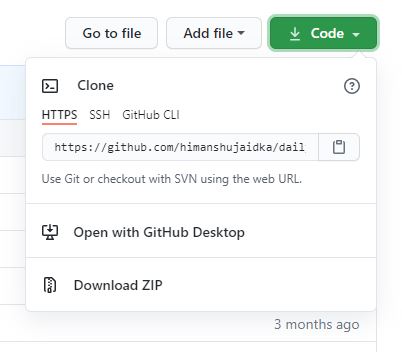 Go to file Add file Code
Clone
HTTPS SSH GitHub CLI
https://github.com/himanshujaidka/dail
Use Git or checkout with SVN using the web URL.
Open with GitHub Desktop
Download ZIP
3 months ago